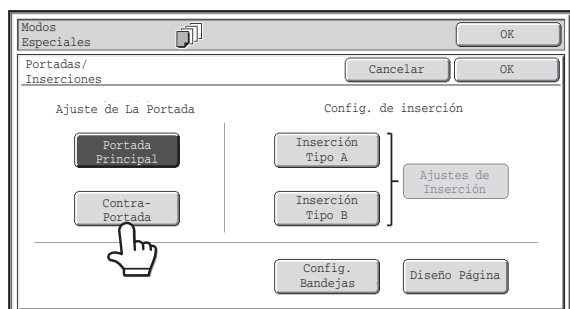 Modos
Especiales
OK
Portadas/
Inserciones
Cancelar
OK
Ajuste de La Portada
Config. de inserción
Portada
Principal
Inserción
Tipo A
Ajustes de
Inserción
Contra-
Portada
Inserción
Tipo B
Config.
Bandejas
Diseño Página